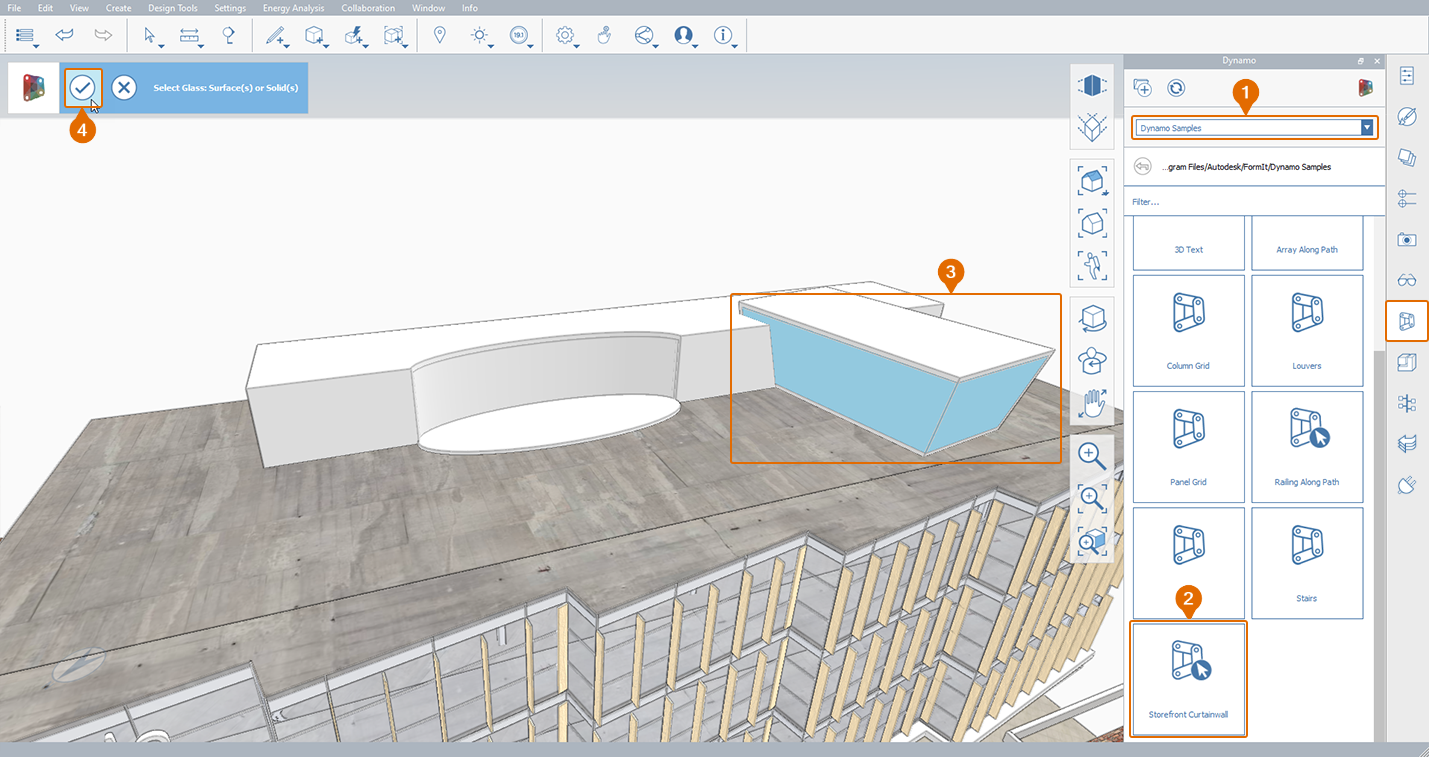 File Edit View Create Design Tools Settings Energy Analysis Collaboration Window Info
19.1
Dynamo
Select Glass: Surface(s) or Solid(s)
1
4
Dynamo Samples
...gram Files/Autodesk/FormIt/Dynamo Samples
Filter...
3D Text
Array Along Path
3
Column Grid
Louvers
Panel Grid
Railing Along Path
2
Stairs
Storefront Curtainwall